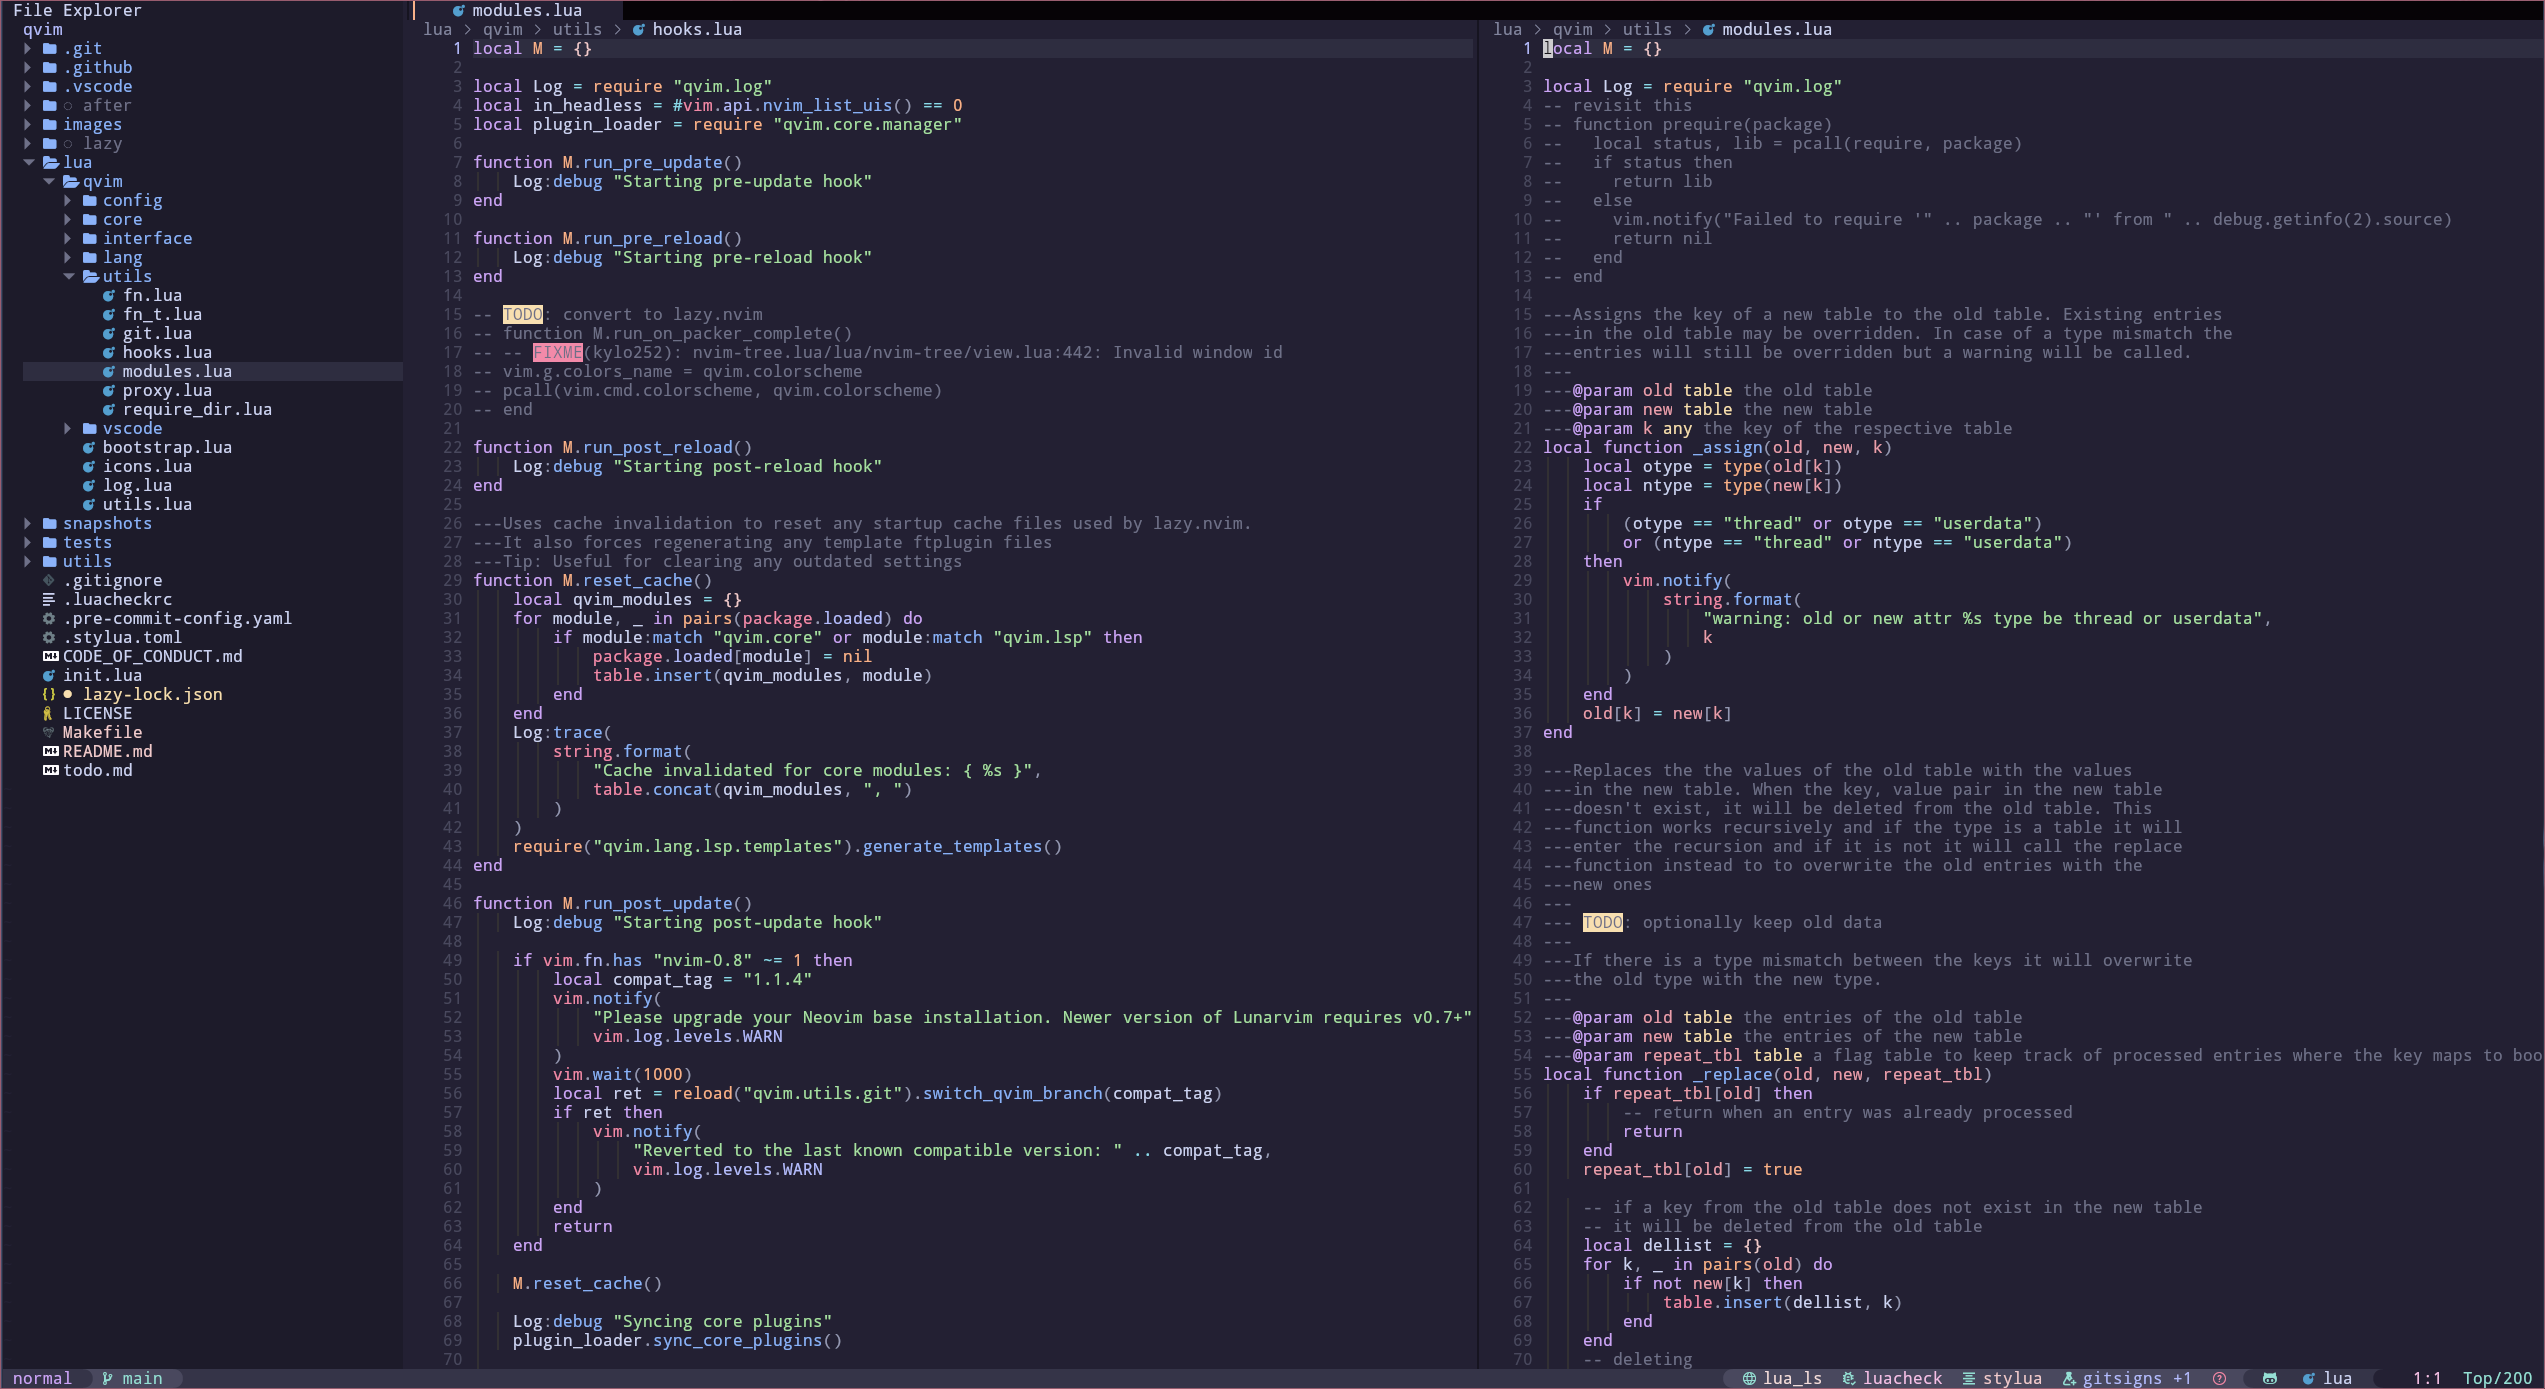 File Explorer
qvim
.git
.github
.vscode
after
images
lazy
lua
qvim
config
core
interface
lang
utils
fn.lua
fn_t.lua
git.lua
hooks.lua
modules.lua
proxy.lua
require_dir.lua
vscode
bootstrap.lua
icons.lua
log.lua
utils.lua
snapshots
tests
utils
.gitignore
.luacheckrc
.pre-commit-config.yaml
.stylua.toml
CODE_OF_CONDUCT.md
init.lua
{} lazy-lock.json
LICENSE
Makefile
README.md
todo.md
modules.lua
lua > qvim > utils > hooks.lua
1 local M = {}
2
3 local Log = require "qvim.log"
4 local in_headless = #vim.api.nvim_list_uis() == 0
5 local plugin_loader = require "qvim.core.manager"
6
7 function M.run_pre_update()
8     Log:debug "Starting pre-update hook"
9 end
10
11 function M.run_pre_reload()
12     Log:debug "Starting pre-reload hook"
13 end
14
15 -- TODO: convert to lazy.nvim
16 -- function M.run_on_packer_complete()
17 -- -- FIXME(kylo252): nvim-tree.lua/lua/nvim-tree/view.lua:442: Invalid window id
18 -- vim.g.colors_name = qvim.colorscheme
19 -- pcall(vim.cmd.colorscheme, qvim.colorscheme)
20 -- end
21
22 function M.run_post_reload()
23     Log:debug "Starting post-reload hook"
24 end
25
26 ---Uses cache invalidation to reset any startup cache files used by lazy.nvim.
27 ---It also forces regenerating any template ftplugin files
28 ---Tip: Useful for clearing any outdated settings
29 function M.reset_cache()
30     local qvim_modules = {}
31     for module, _ in pairs(package.loaded) do
32         if module:match "qvim.core" or module:match "qvim.lsp" then
33             package.loaded[module] = nil
34             table.insert(qvim_modules, module)
35         end
36     end
37     Log:trace(
38         string.format(
39             "Cache invalidated for core modules: { %s }",
40             table.concat(qvim_modules, ", ")
41         )
42     )
43     require("qvim.lang.lsp.templates").generate_templates()
44 end
45
46 function M.run_post_update()
47     Log:debug "Starting post-update hook"
48
49     if vim.fn.has "nvim-0.8" ~= 1 then
50         local compat_tag = "1.1.4"
51         vim.notify(
52             "Please upgrade your Neovim base installation. Newer version of Lunarvim requires v0.7+"
53             vim.log.levels.WARN
54         )
55         vim.wait(1000)
56         local ret = reload("qvim.utils.git").switch_qvim_branch(compat_tag)
57         if ret then
58             vim.notify(
59                 "Reverted to the last known compatible version: " .. compat_tag,
60                 vim.log.levels.WARN
61             )
62         end
63         return
64     end
65
66     M.reset_cache()
67
68     Log:debug "Syncing core plugins"
69     plugin_loader.sync_core_plugins()
70
lua > qvim > utils > modules.lua
1 local M = {}
2
3 local Log = require "qvim.log"
4 -- revisit this
5 -- function prequire(package)
6 --   local status, lib = pcall(require, package)
7 --   if status then
8 --     return lib
9 --   else
10 --     vim.notify("Failed to require '" .. package .. "' from " .. debug.getinfo(2).source)
11 --     return nil
12 --   end
13 -- end
14
15 ---Assigns the key of a new table to the old table. Existing entries
16 ---in the old table may be overridden. In case of a type mismatch the
17 ---entries will still be overridden but a warning will be called.
18 ---
19 ---@param old table the old table
20 ---@param new table the new table
21 ---@param k any the key of the respective table
22 local function _assign(old, new, k)
23     local otype = type(old[k])
24     local ntype = type(new[k])
25     if
26         (otype == "thread" or otype == "userdata")
27         or (ntype == "thread" or ntype == "userdata")
28     then
29         vim.notify(
30             string.format(
31                 "warning: old or new attr %s type be thread or userdata",
32                 k
33             )
34         )
35     end
36     old[k] = new[k]
37 end
38
39 ---Replaces the the values of the old table with the values
40 ---in the new table. When the key, value pair in the new table
41 ---doesn't exist, it will be deleted from the old table. This
42 ---function works recursively and if the type is a table it will
43 ---enter the recursion and if it is not it will call the replace
44 ---function instead to to overwrite the old entries with the
45 ---new ones
46 ---
47 --- TODO: optionally keep old data
48 ---
49 ---If there is a type mismatch between the keys it will overwrite
50 ---the old type with the new type.
51 ---
52 ---@param old table the entries of the old table
53 ---@param new table the entries of the new table
54 ---@param repeat_tbl table a flag table to keep track of processed entries where the key maps to boo
55 local function _replace(old, new, repeat_tbl)
56     if repeat_tbl[old] then
57         -- return when an entry was already processed
58         return
59     end
60     repeat_tbl[old] = true
61
62     -- if a key from the old table does not exist in the new table
63     -- it will be deleted from the old table
64     local dellist = {}
65     for k, _ in pairs(old) do
66         if not new[k] then
67             table.insert(dellist, k)
68         end
69     end
70     -- deleting
normal main lua_ls luacheck stylua gitsigns +1 lua 1:1 Top/200